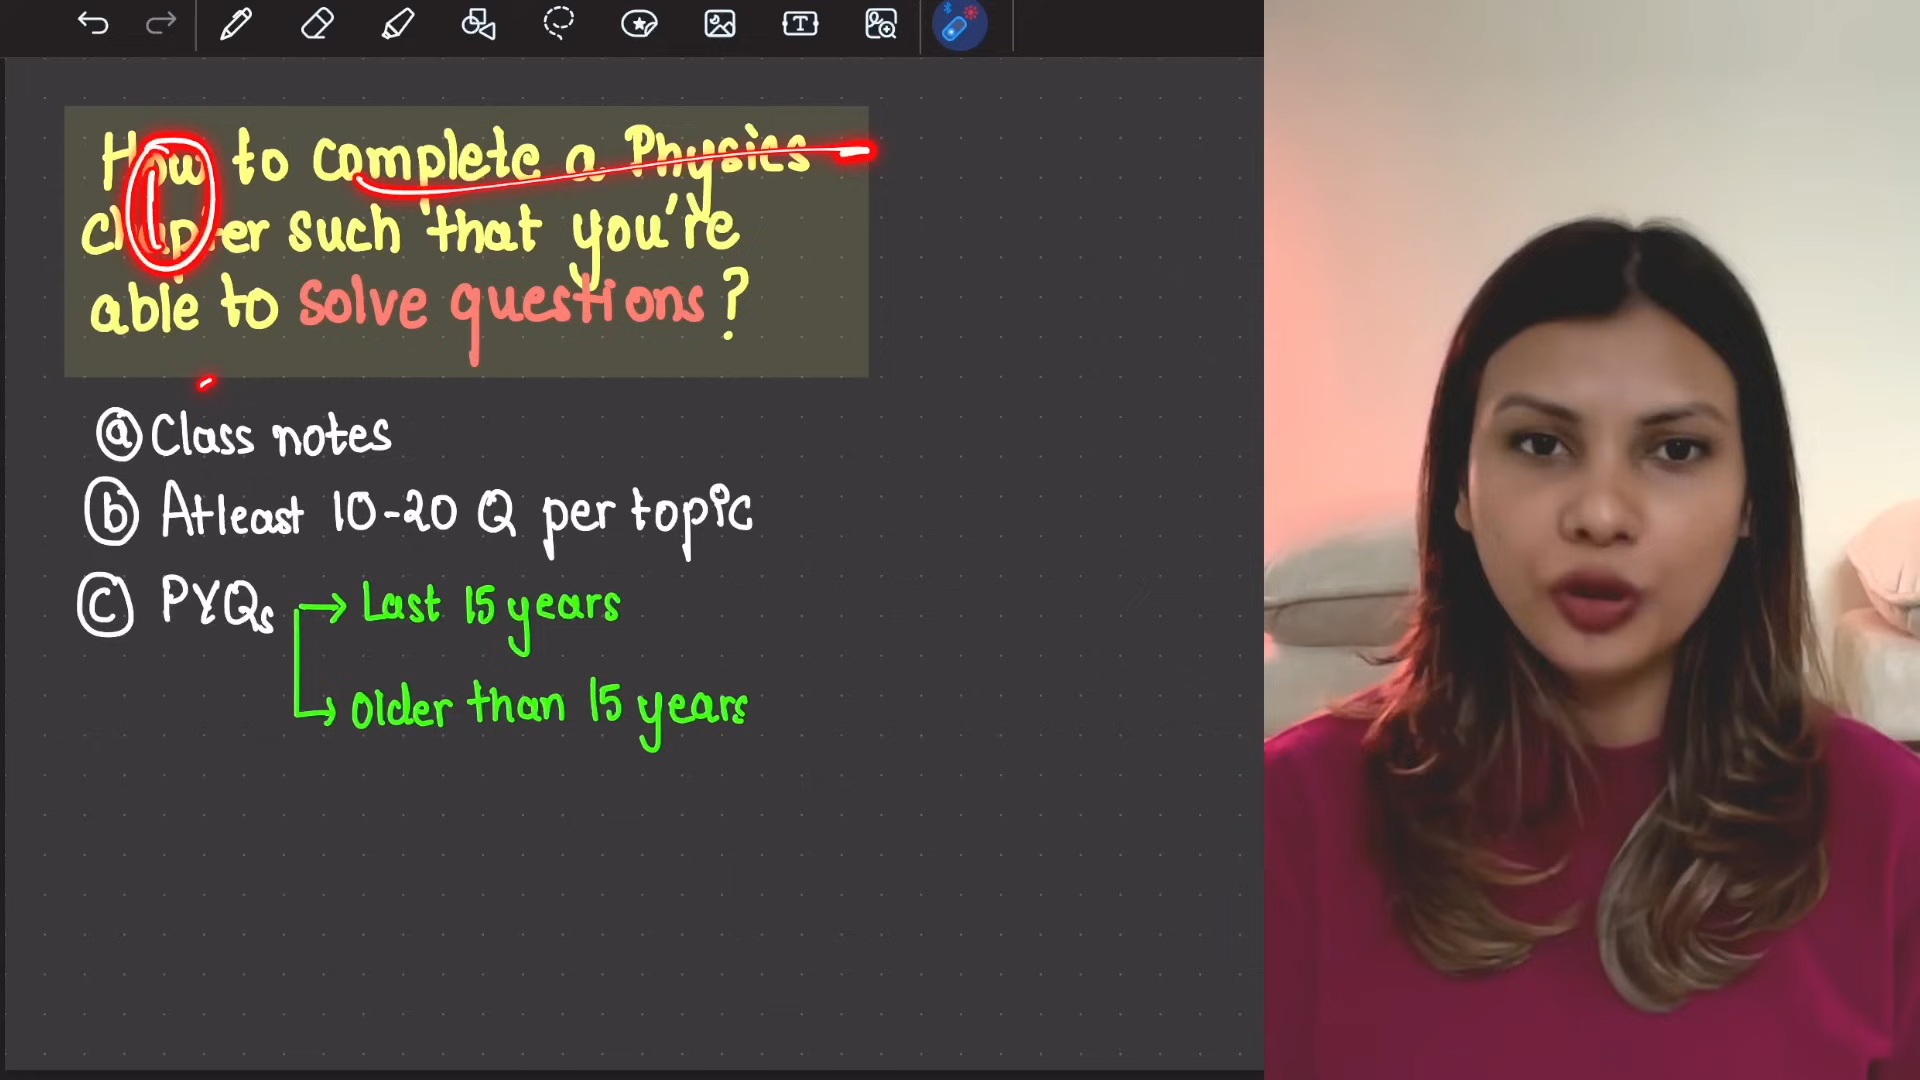 How to complete a Physics
chapter such that you're
able to solve questions?
1
a Class notes
b Atleast 10-20 Q per topic
c PYQs → Last 15 years
→ Older than 15 years